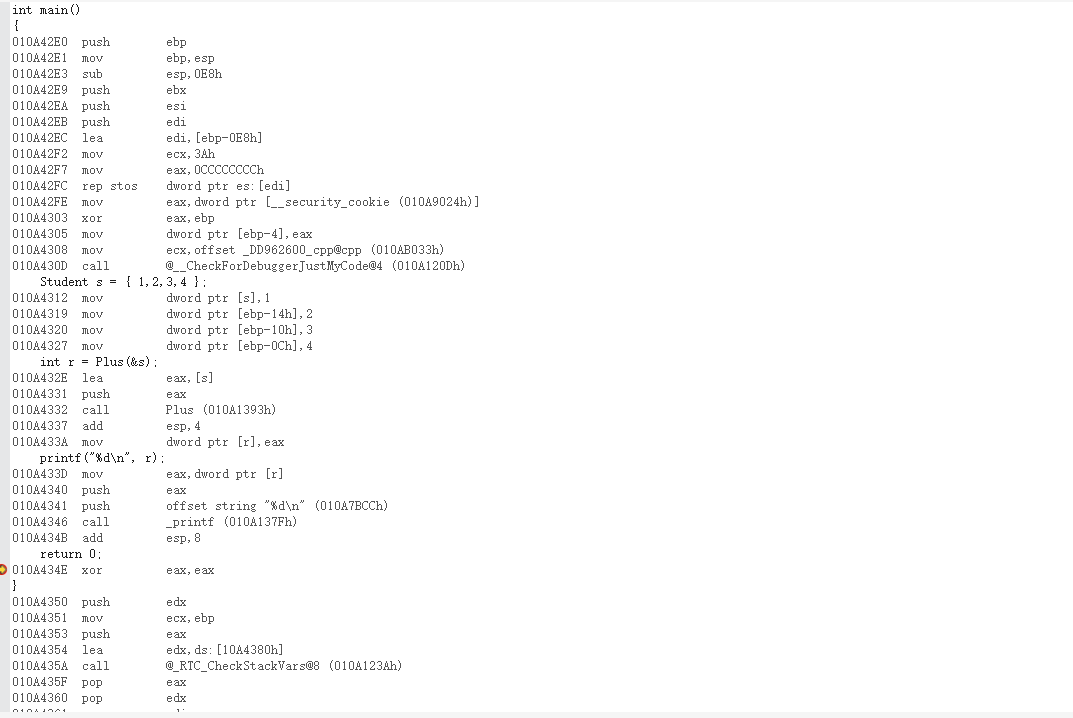 int main()
{
010A42E0 push ebp
010A42E1 mov ebp,esp
010A42E3 sub esp,0E8h
010A42E9 push ebx
010A42EA push esi
010A42EB push edi
010A42EC lea edi,[ebp-0E8h]
010A42F2 mov ecx,3Ah
010A42F7 mov eax,0CCCCCCCCh
010A42FC rep stos dword ptr es:[edi]
010A42FE mov eax,dword ptr [__security_cookie (010A9024h)]
010A4303 xor eax,ebp
010A4305 mov dword ptr [ebp-4],eax
010A4308 mov ecx,offset _DD962600_cpp@cpp (010AB033h)
010A430D call @__CheckForDebuggerJustMyCode@4 (010A120Dh)
Student s = { 1,2,3,4 };
010A4312 mov dword ptr [s],1
010A4319 mov dword ptr [ebp-14h],2
010A4320 mov dword ptr [ebp-10h],3
010A4327 mov dword ptr [ebp-0Ch],4
int r = Plus(&s);
010A432E lea eax,[s]
010A4331 push eax
010A4332 call Plus (010A1393h)
010A4337 add esp,4
010A433A mov dword ptr [r],eax
printf("%d\n", r);
010A433D mov eax,dword ptr [r]
010A4340 push eax
010A4341 push offset string "%d\n" (010A7BCCh)
010A4346 call _printf (010A137Fh)
010A434B add esp,8
return 0;
010A434E xor eax,eax
}
010A4350 push edx
010A4351 mov ecx,ebp
010A4353 push eax
010A4354 lea edx,ds:[10A4380h]
010A435A call @_RTC_CheckStackVars@8 (010A123Ah)
010A435F pop eax
010A4360 pop edx